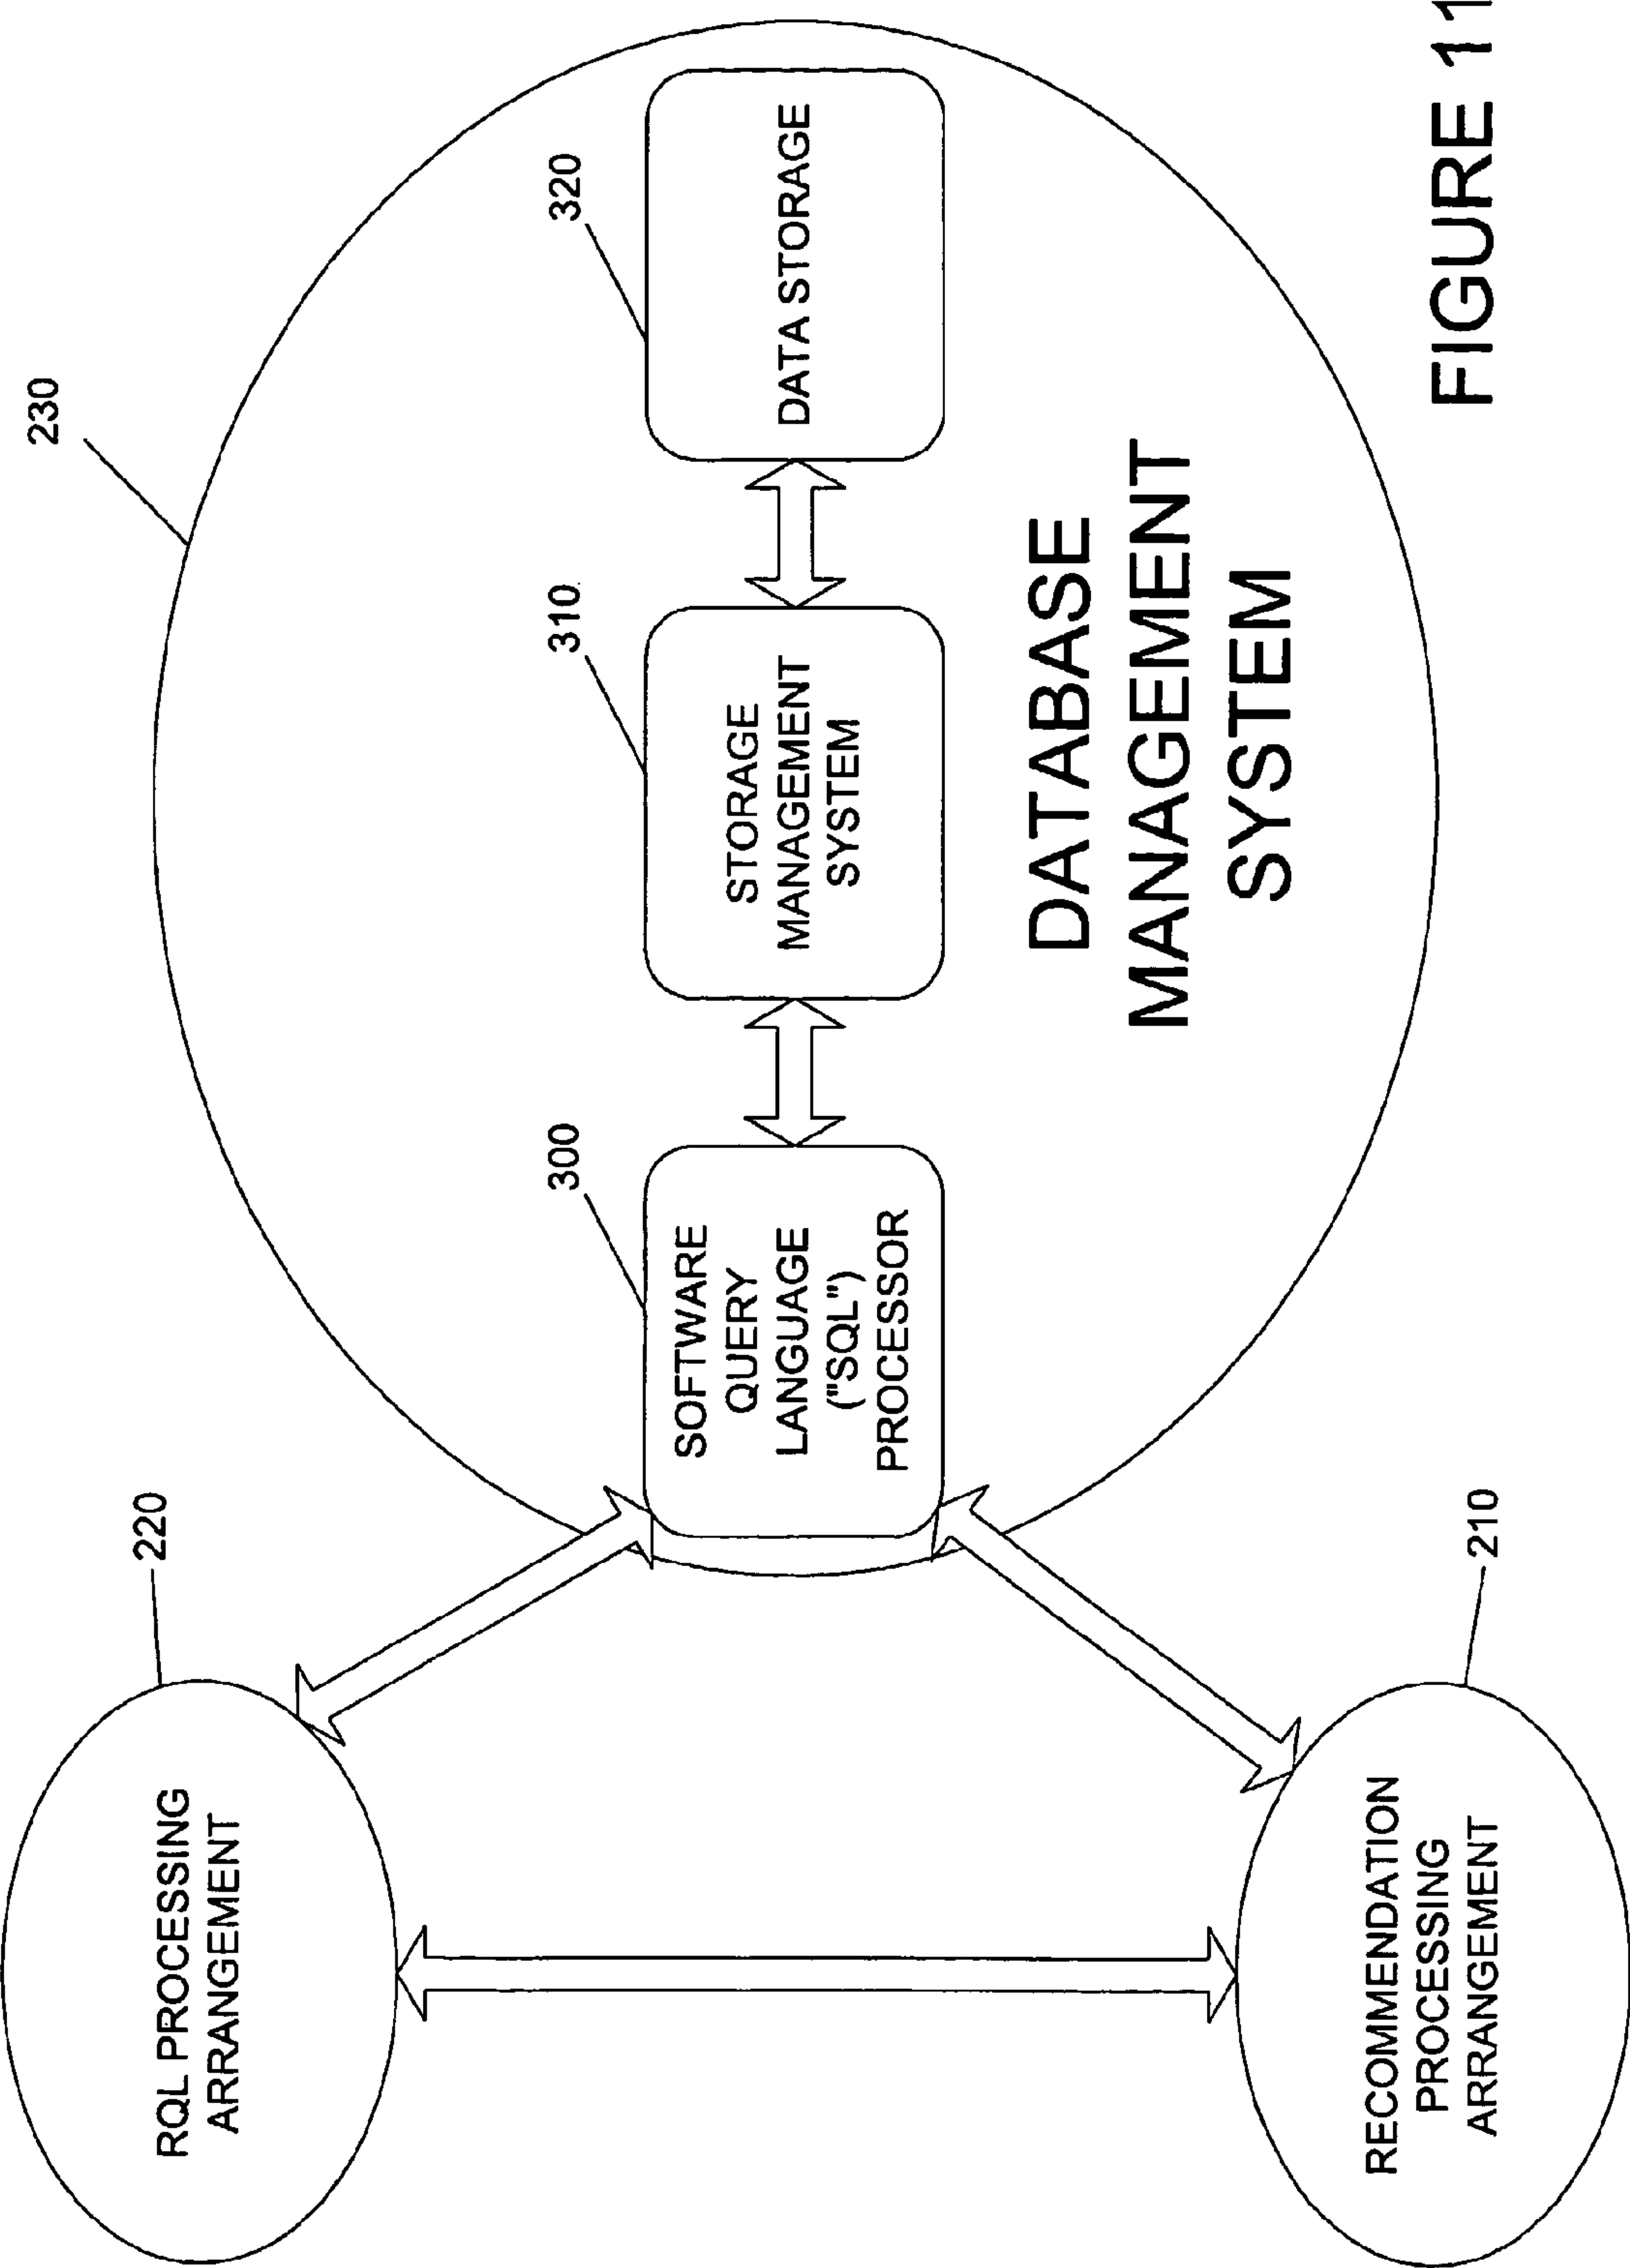 230
220
RQL PROCESSING
ARRANGEMENT
300
SOFTWARE
QUERY
LANGUAGE
("SQL")
PROCESSOR
310
STORAGE
MANAGEMENT
SYSTEM
320
DATA STORAGE
DATABASE
MANAGEMENT
SYSTEM
210
RECOMMENDATION
PROCESSING
ARRANGEMENT
FIGURE 11